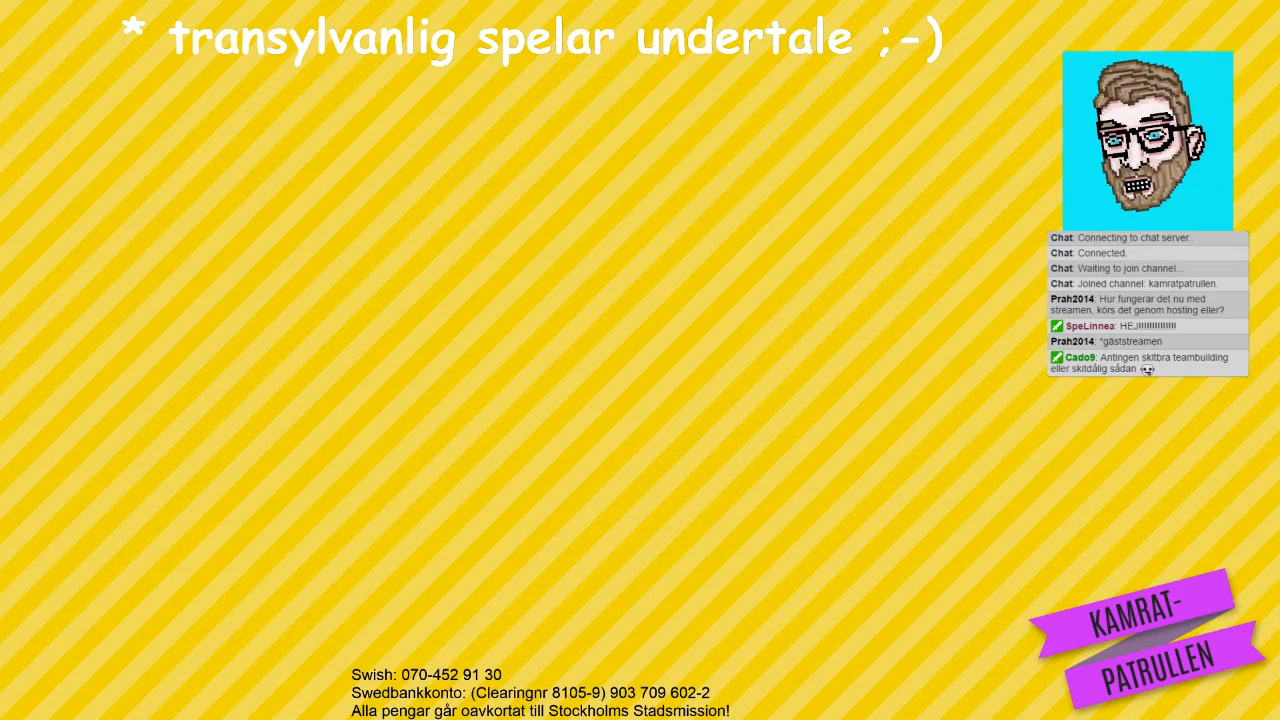 * transylvanlig spelar undertale ;-)
Chat: Connecting to chat server..
Chat: Connected.
Chat: Waiting to join channel...
Chat: Joined channel: kamratpatrullen.
Prah2014: Hur fungerar det nu med
streamen, körs det genom hosting eller?
SpeLinnea: HEJ!!!!!!!!!!!!!!!
Prah2014: *gäststreamen
Cado9: Antingen skitbra teambuilding
eller skitdålig sådan
KAMRAT-
PATRULLEN
Swish: 070-452 91 30
Swedbankkonto: (Clearingnr 8105-9) 903 709 602-2
Alla pengar går oavkortat till Stockholms Stadsmission!